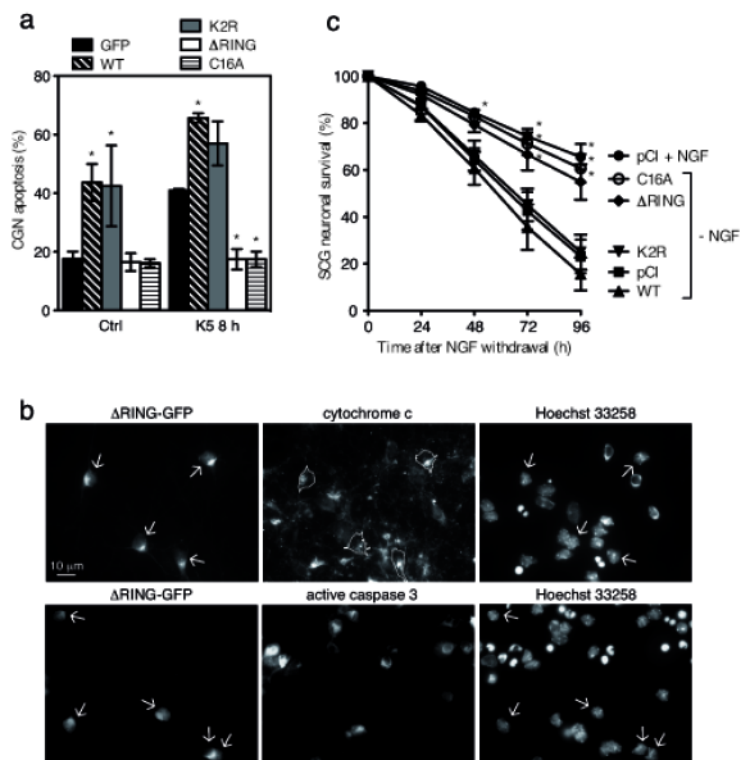 a
GFP
WT
K2R
ΔRING
C16A
80
60
40
20
0
CGN apoptosis (%)
* * * * *
Ctrl
K5 8 h
c
100
80
60
40
20
0
SCG neuronal survival (%)
0 24 48 72 96
Time after NGF withdrawal (h)
* * * * * * *
pCI + NGF
C16A
ΔRING
K2R
pCI
WT
- NGF
b
ΔRING-GFP
cytochrome c
Hoechst 33258
10 μm
ΔRING-GFP
active caspase 3
Hoechst 33258